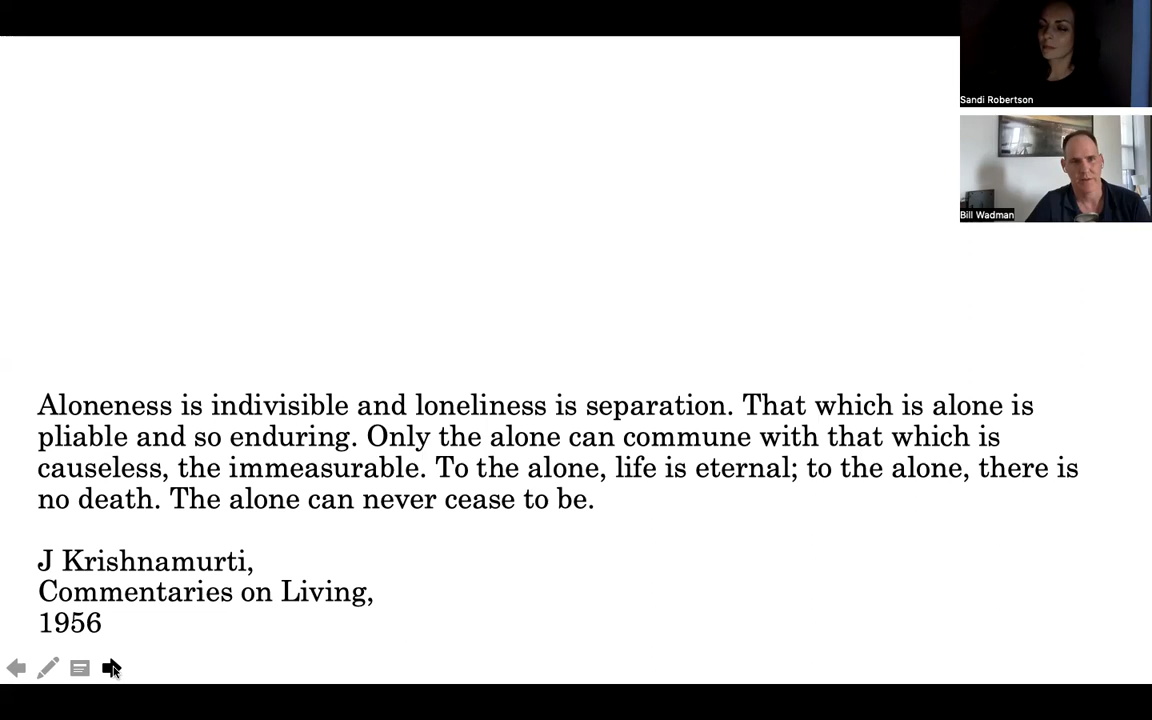 Sandi Robertson
Bill Wadman
Aloneness is indivisible and loneliness is separation. That which is alone is
pliable and so enduring. Only the alone can commune with that which is
causeless, the immeasurable. To the alone, life is eternal; to the alone, there is
no death. The alone can never cease to be.
J Krishnamurti,
Commentaries on Living,
1956